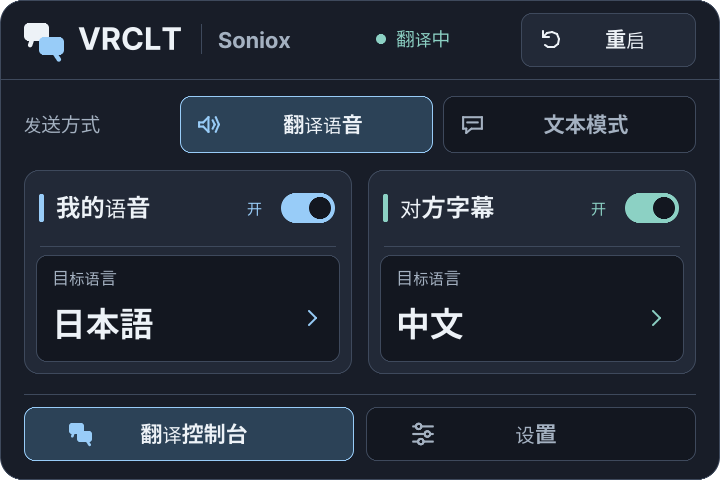 VRCLT
Soniox
翻译中
重启
发送方式
翻译语音
文本模式
我的语音
开
对方字幕
开
目标语言
日本語
目标语言
中文
翻译控制台
设置